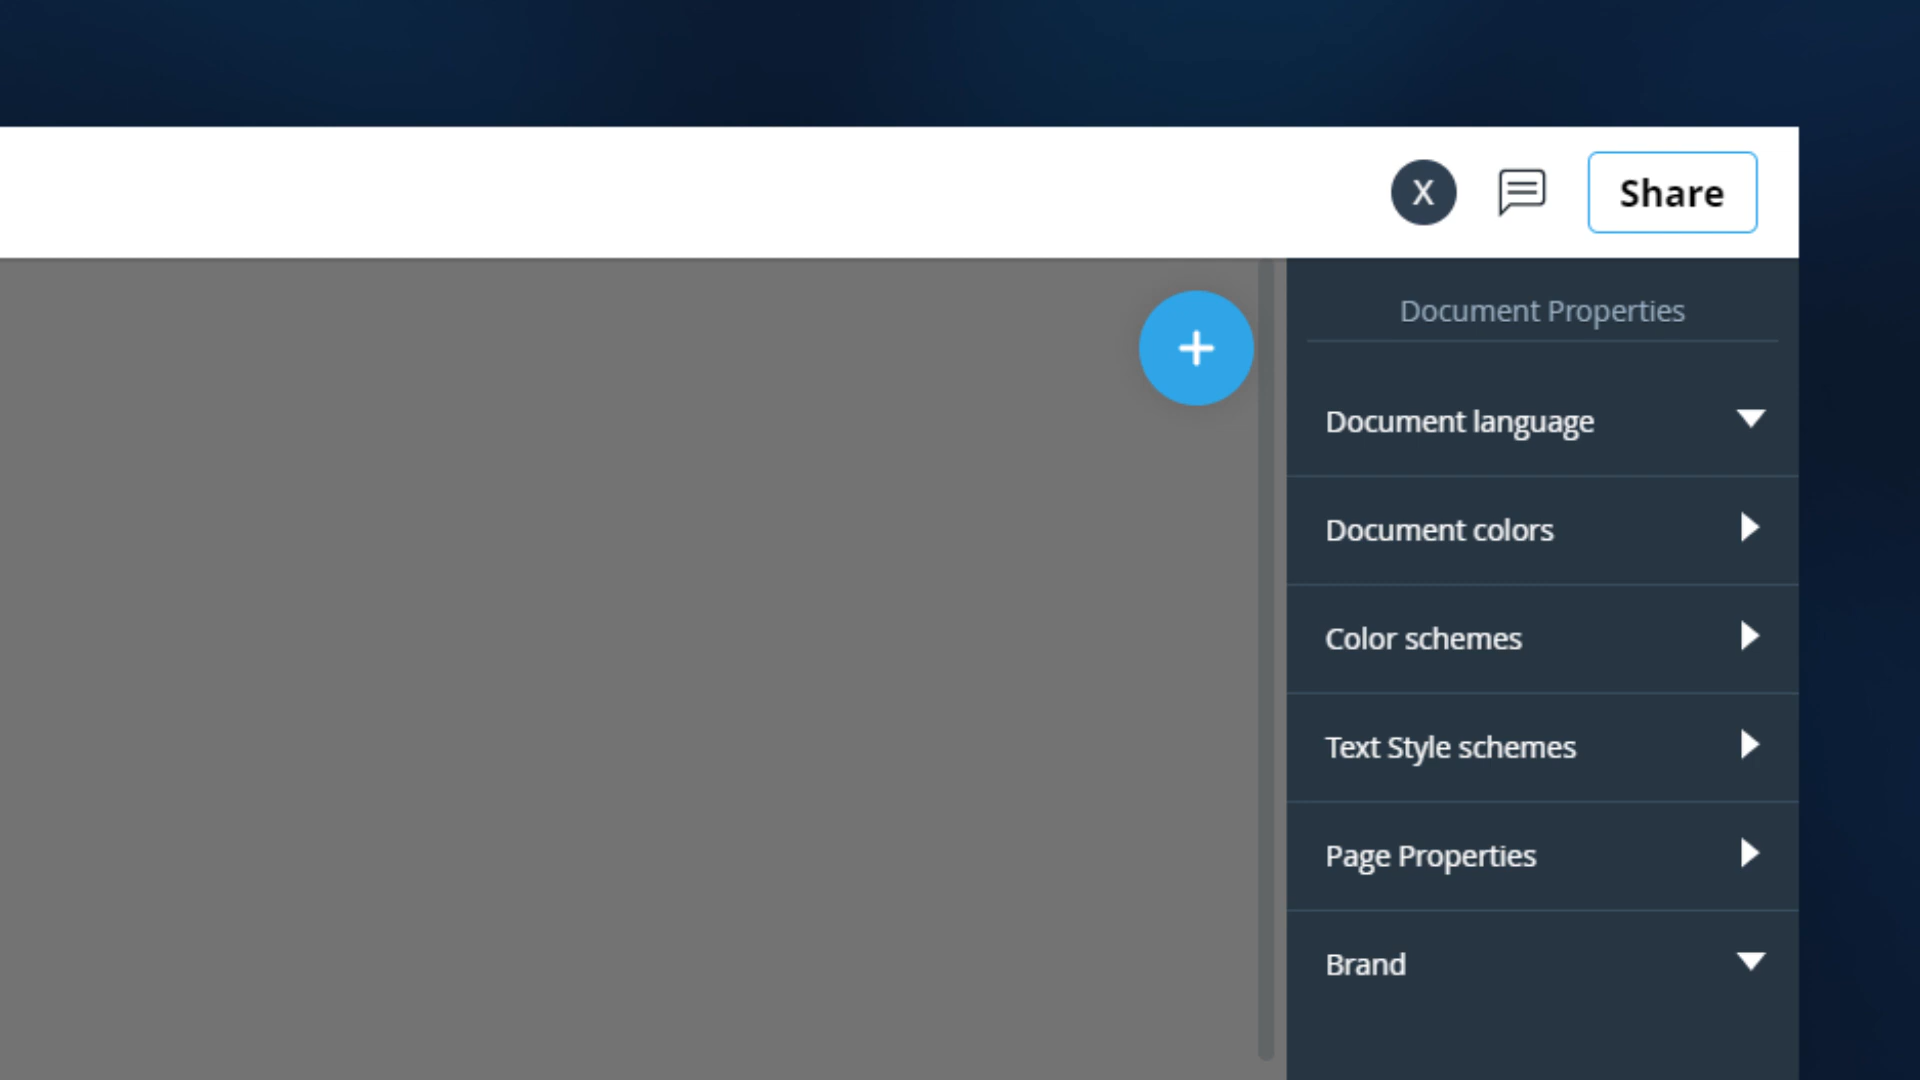 X
Share
Document Properties
Document language
Document colors
Color schemes
Text Style schemes
Page Properties
Brand